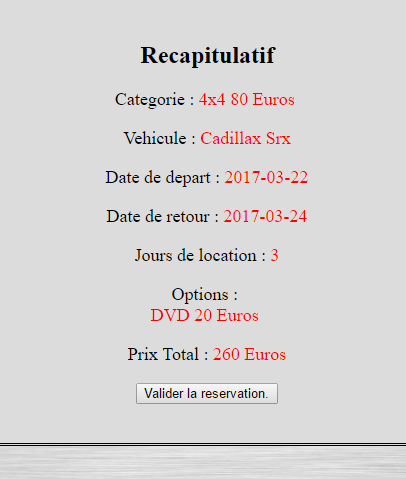 Recapitulatif
Categorie : 4x4 80 Euros
Vehicule : Cadillax Srx
Date de depart : 2017-03-22
Date de retour : 2017-03-24
Jours de location : 3
Options :
DVD 20 Euros
Prix Total : 260 Euros
Valider la reservation.